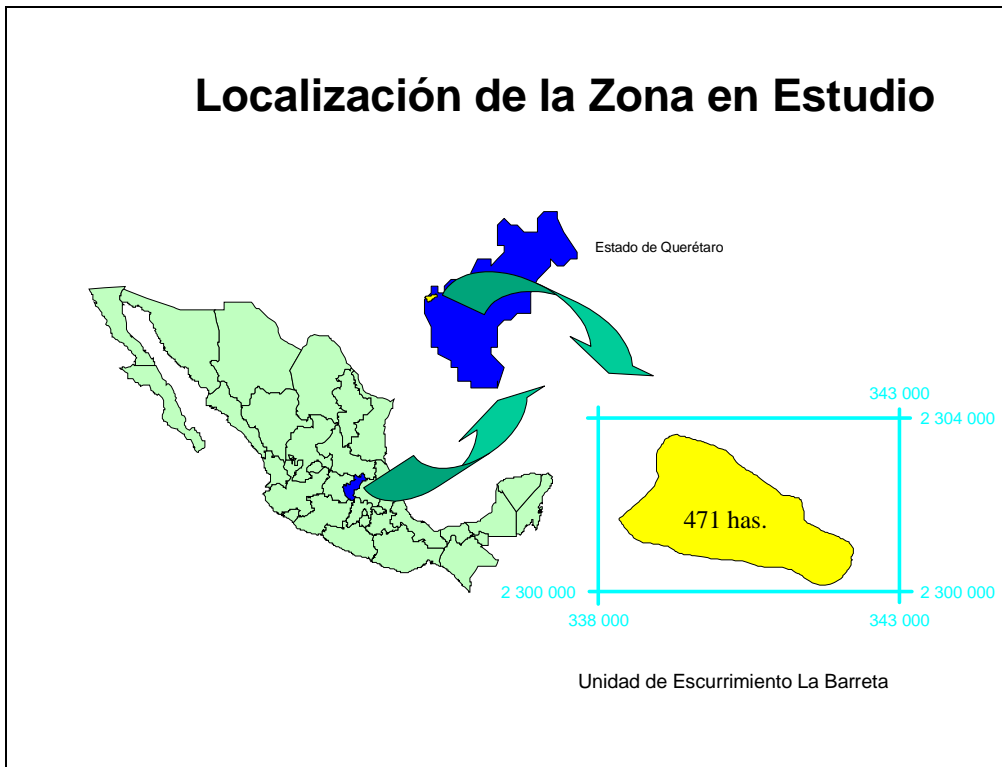 Localización de la Zona en Estudio
Estado de Querétaro
343 000
2 304 000
471 has.
2 300 000
2 300 000
338 000
343 000
Unidad de Escurrimiento La Barreta